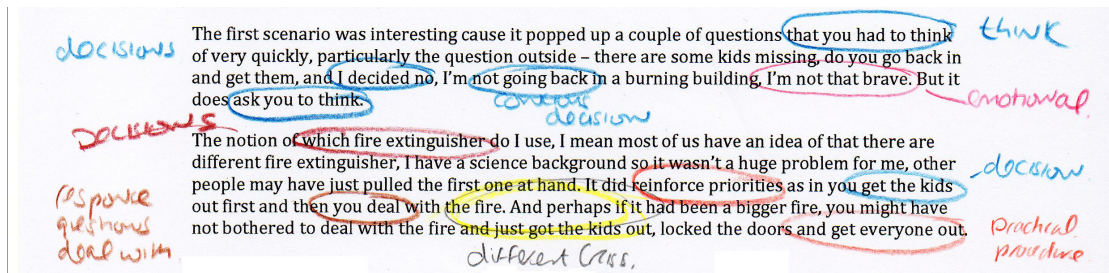 The first scenario was interesting cause it popped up a couple of questions that you had to think
think
decisions
of very quickly, particularly the question outside – there are some kids missing, do you go back in
and get them, and I decided no, I'm not going back in a burning building, I'm not that brave. But it
does ask you to think.
decision
emotional.
DECISIONS
The notion of which fire extinguisher do I use, I mean most of us have an idea of that there are
different fire extinguisher, I have a science background so it wasn't a huge problem for me, other
decision
people may have just pulled the first one at hand. It did reinforce priorities as in you get the kids
response
out first and then you deal with the fire. And perhaps if it had been a bigger fire, you might have
questions
not bothered to deal with the fire and just got the kids out, locked the doors and get everyone out.
practical
deal with
procedure
different